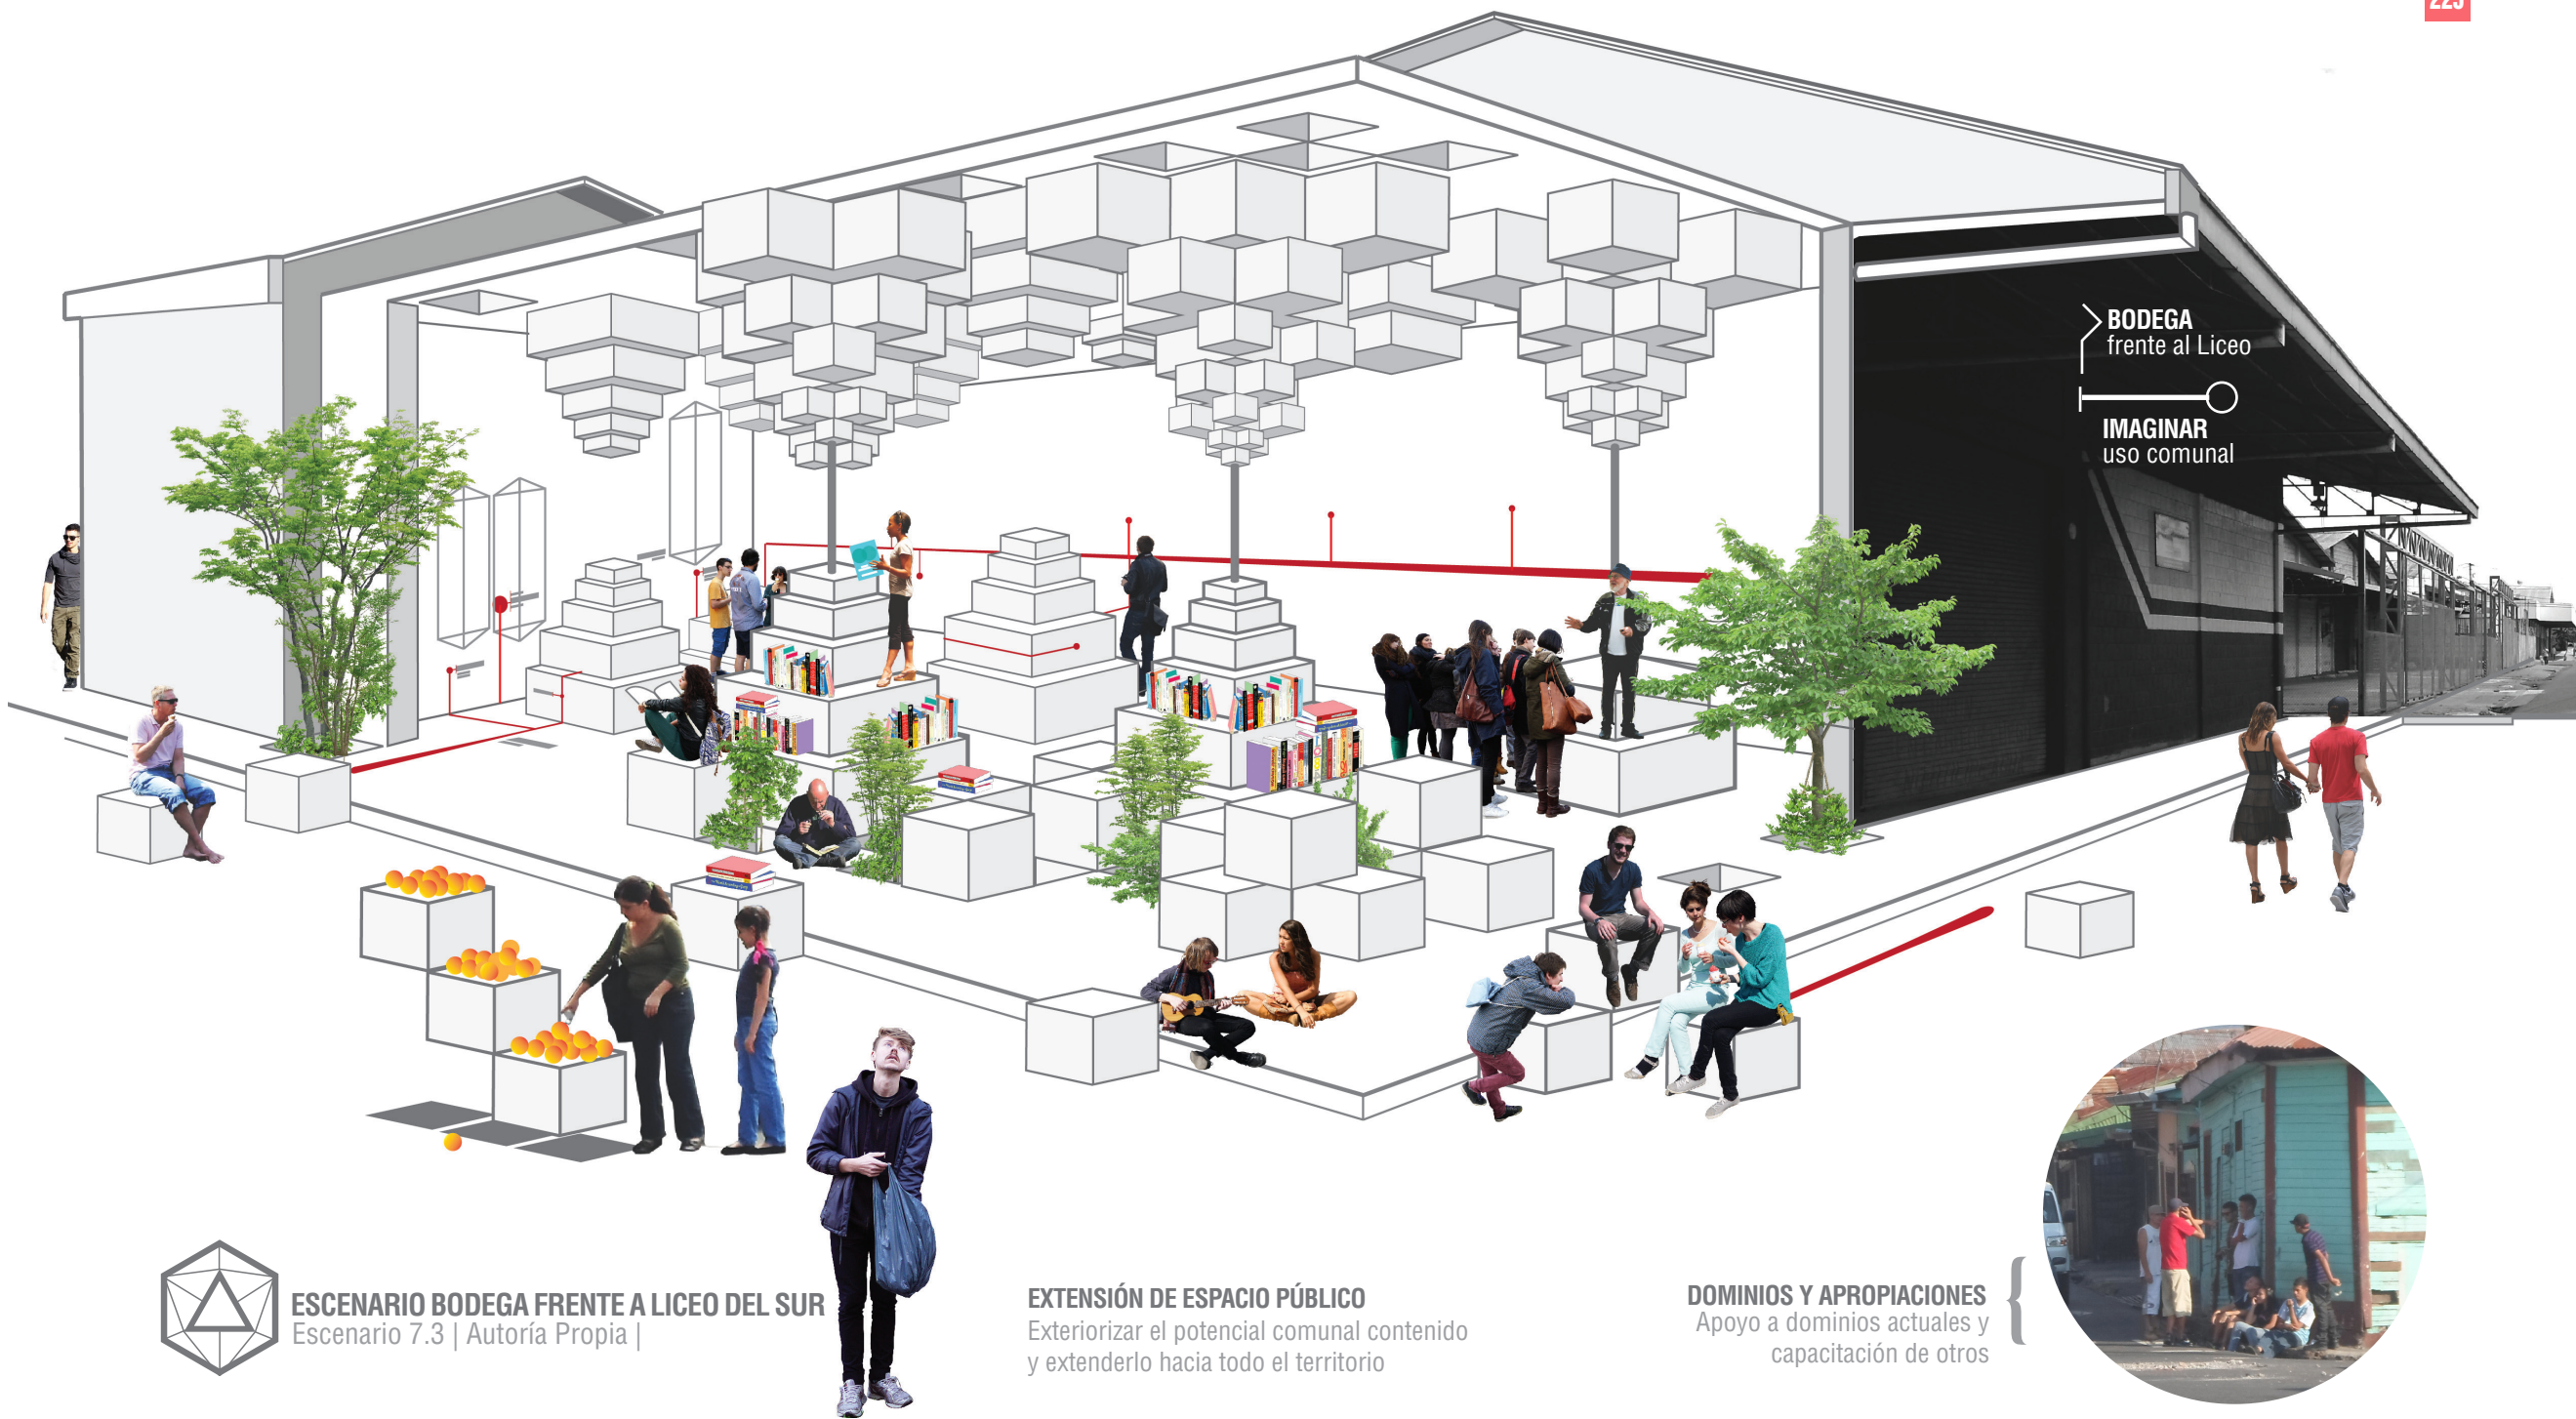 225
BODEGA
frente al Liceo
IMAGINAR
uso comunal
ESCENARIO BODEGA FRENTE A LICEO DEL SUR
Escenario 7.3 | Autoría Propia |
EXTENSIÓN DE ESPACIO PÚBLICO
Exteriorizar el potencial comunal contenido
y extenderlo hacia todo el territorio
DOMINIOS Y APROPIACIONES
Apoyo a dominios actuales y
capacitación de otros